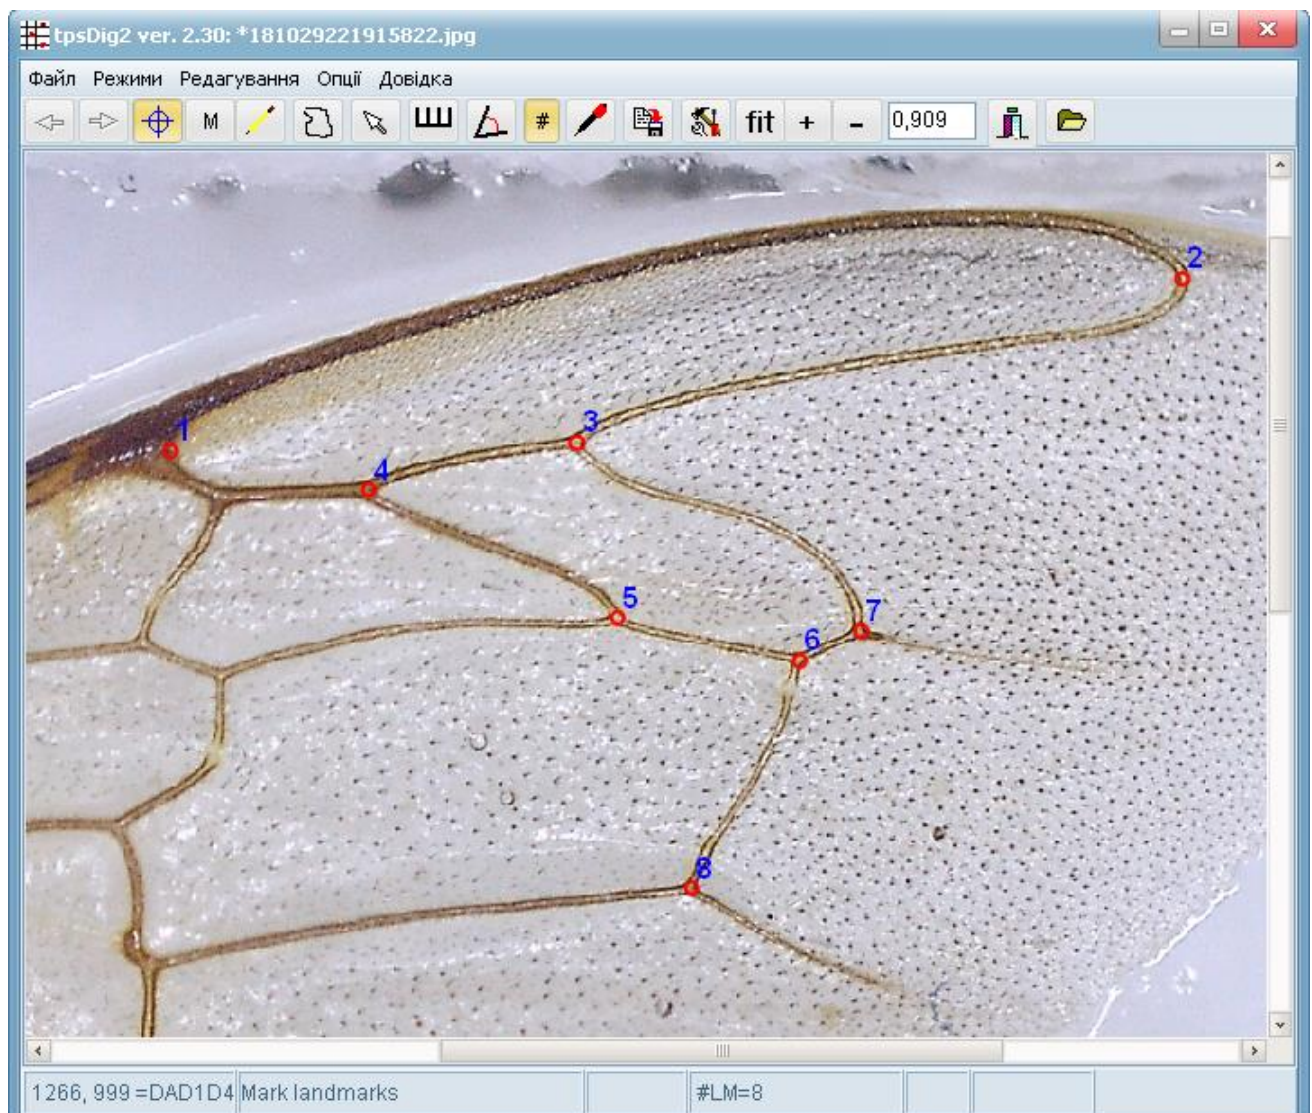 tpsDig2 ver. 2.30: *181029221915822.jpg
Файл Режими Редагування Опції Довідка
M # fit + - 0,909
2
1
3
4
5
7
6
8
1266, 999 =DAD1D4 Mark landmarks #LM=8